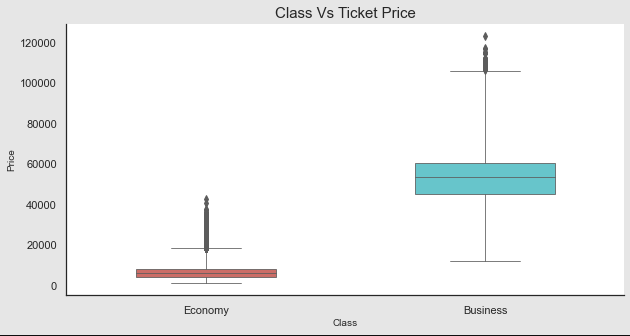 Class Vs Ticket Price
120000
100000
80000
60000
40000
20000
0
Price
Economy
Business
Class